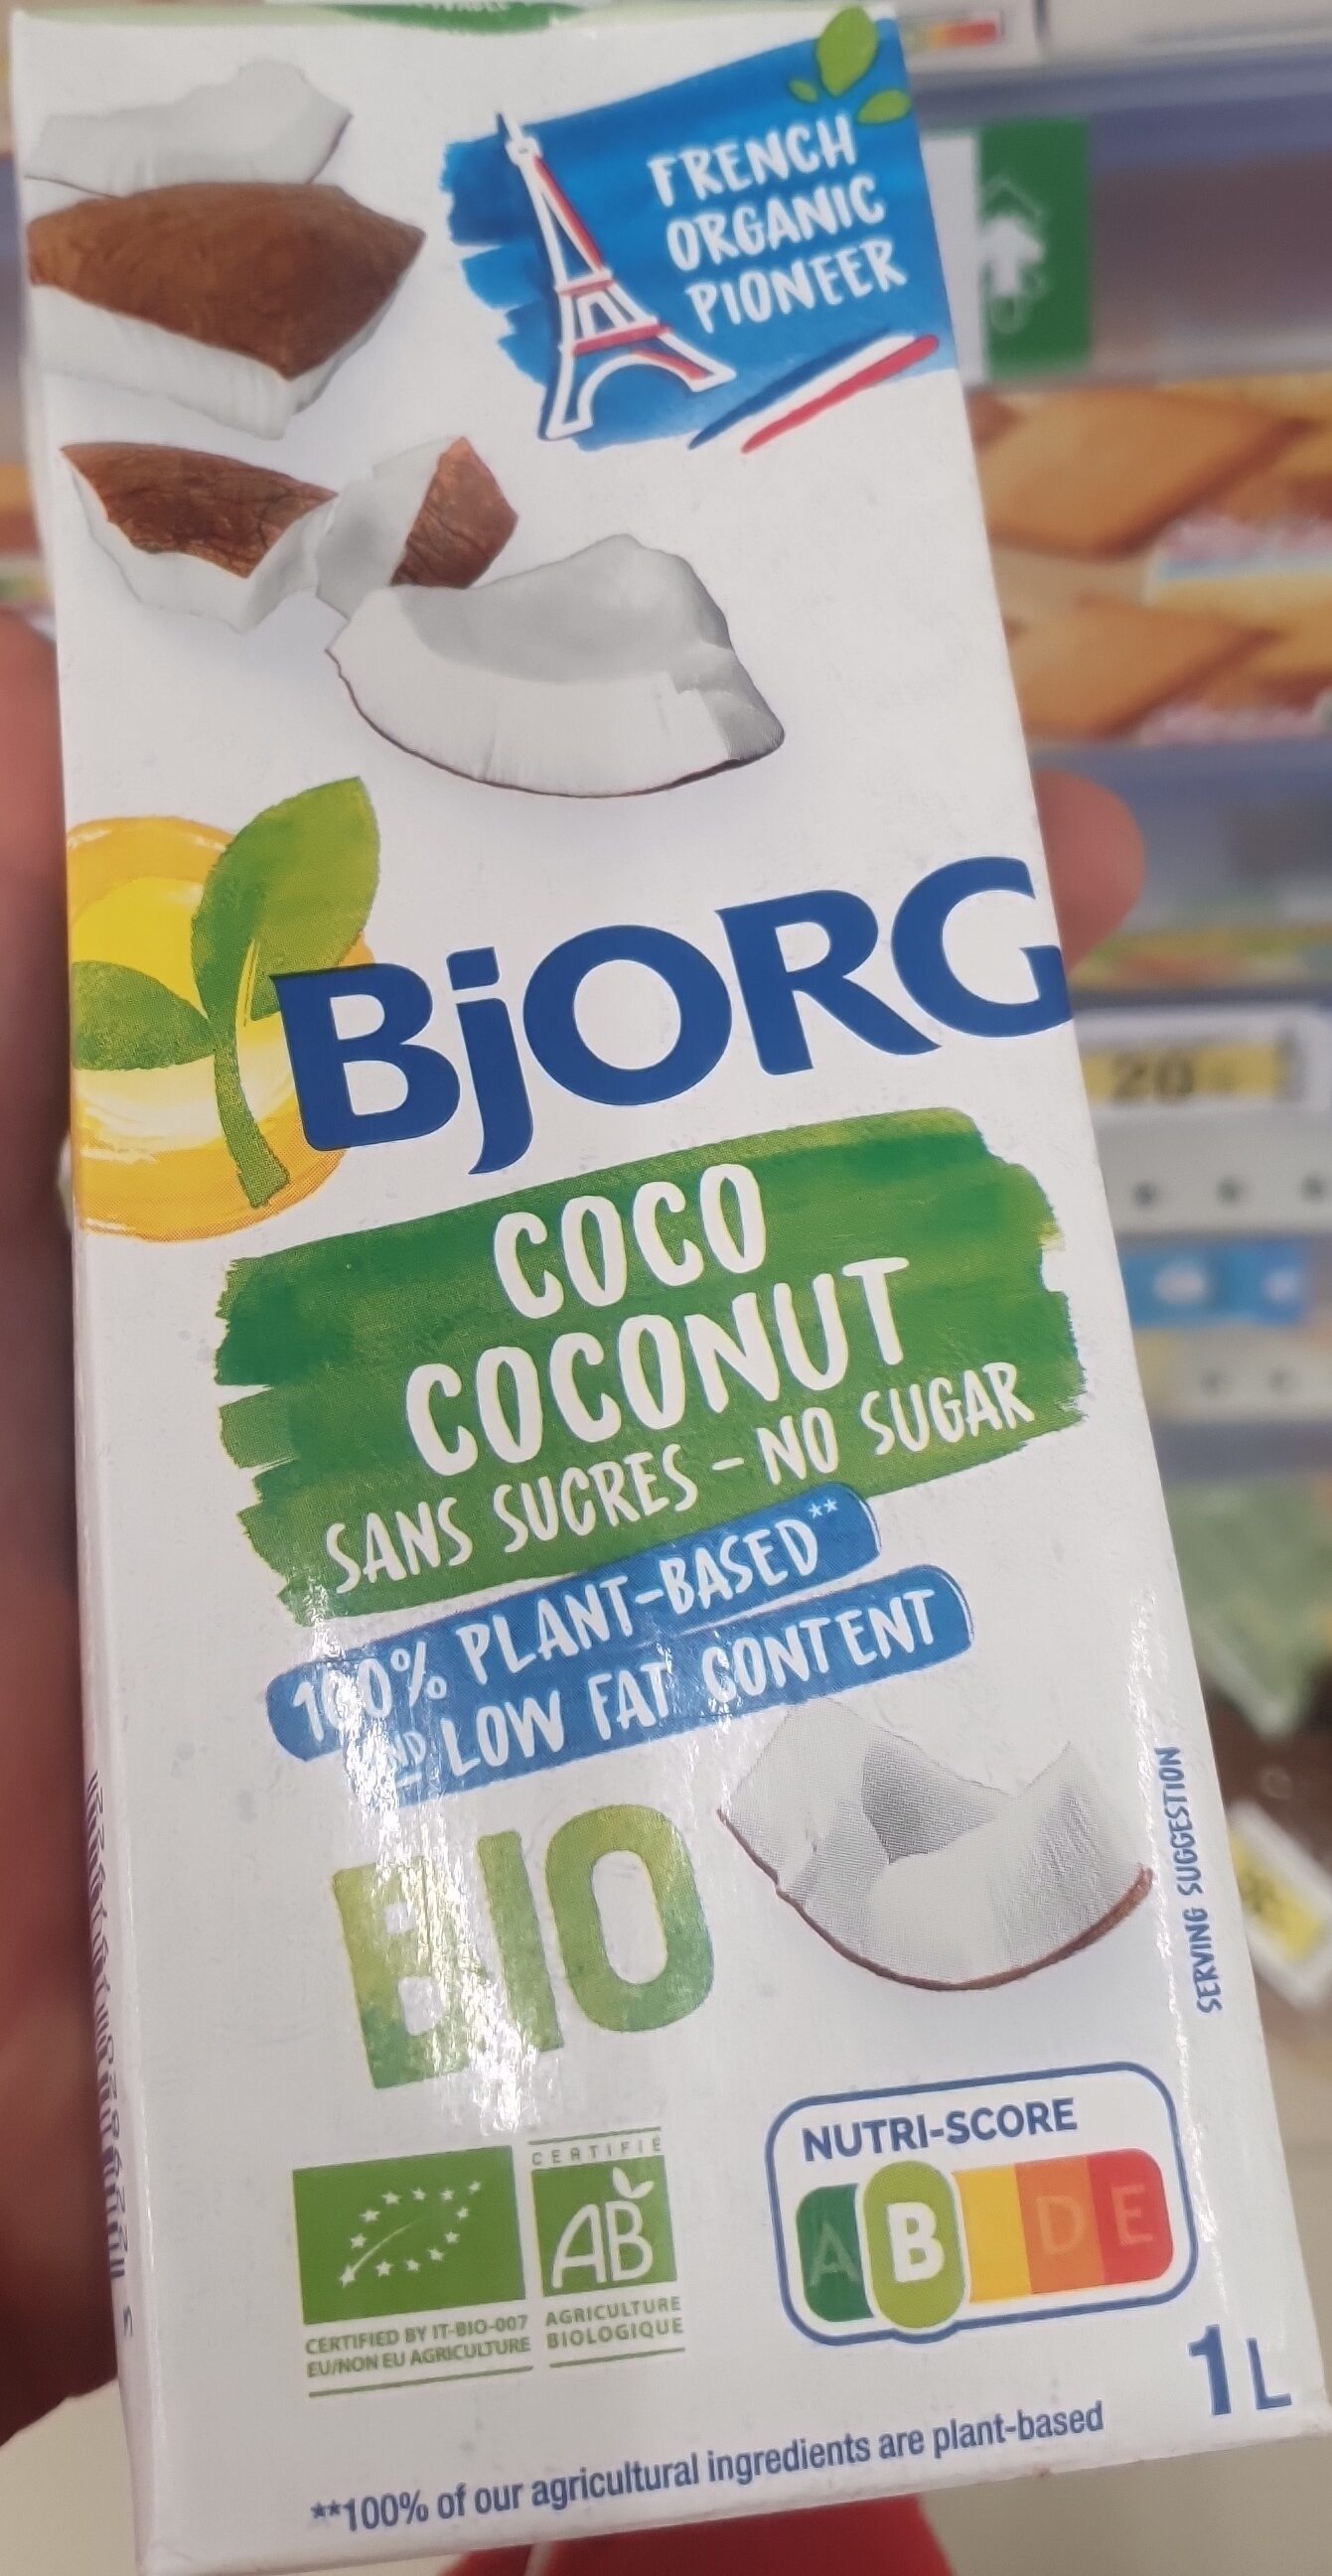 FRENCH
ORGANIC
PIONEER
BjORG
COCO
COCONUT
SANS SUCRES - NO SUGAR
100% PLANT-BASED**
AND LOW FAT CONTENT
BIO
SERVING SUGGESTION
NUTRI-SCORE
A B D E
CERTIFIÉ
AB
AGRICULTURE
BIOLOGIQUE
CERTIFIED BY IT-BIO-007
EU/NON EU AGRICULTURE
1L
**100% of our agricultural ingredients are plant-based
20